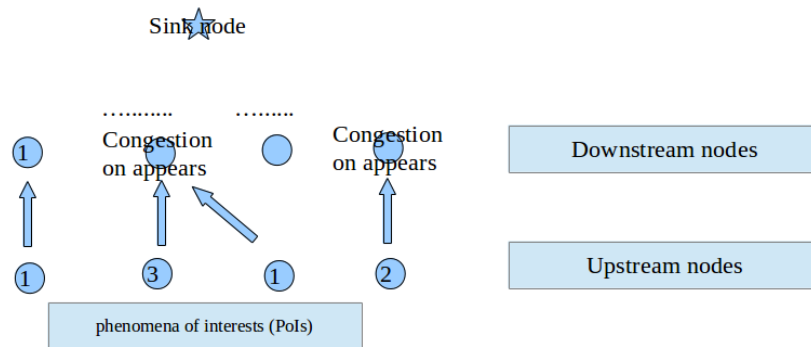 Sink node
............ .........
Congestion
on appears
Congestion
on appears
1
Downstream nodes
1
3
1
2
Upstream nodes
phenomena of interests (PoIs)